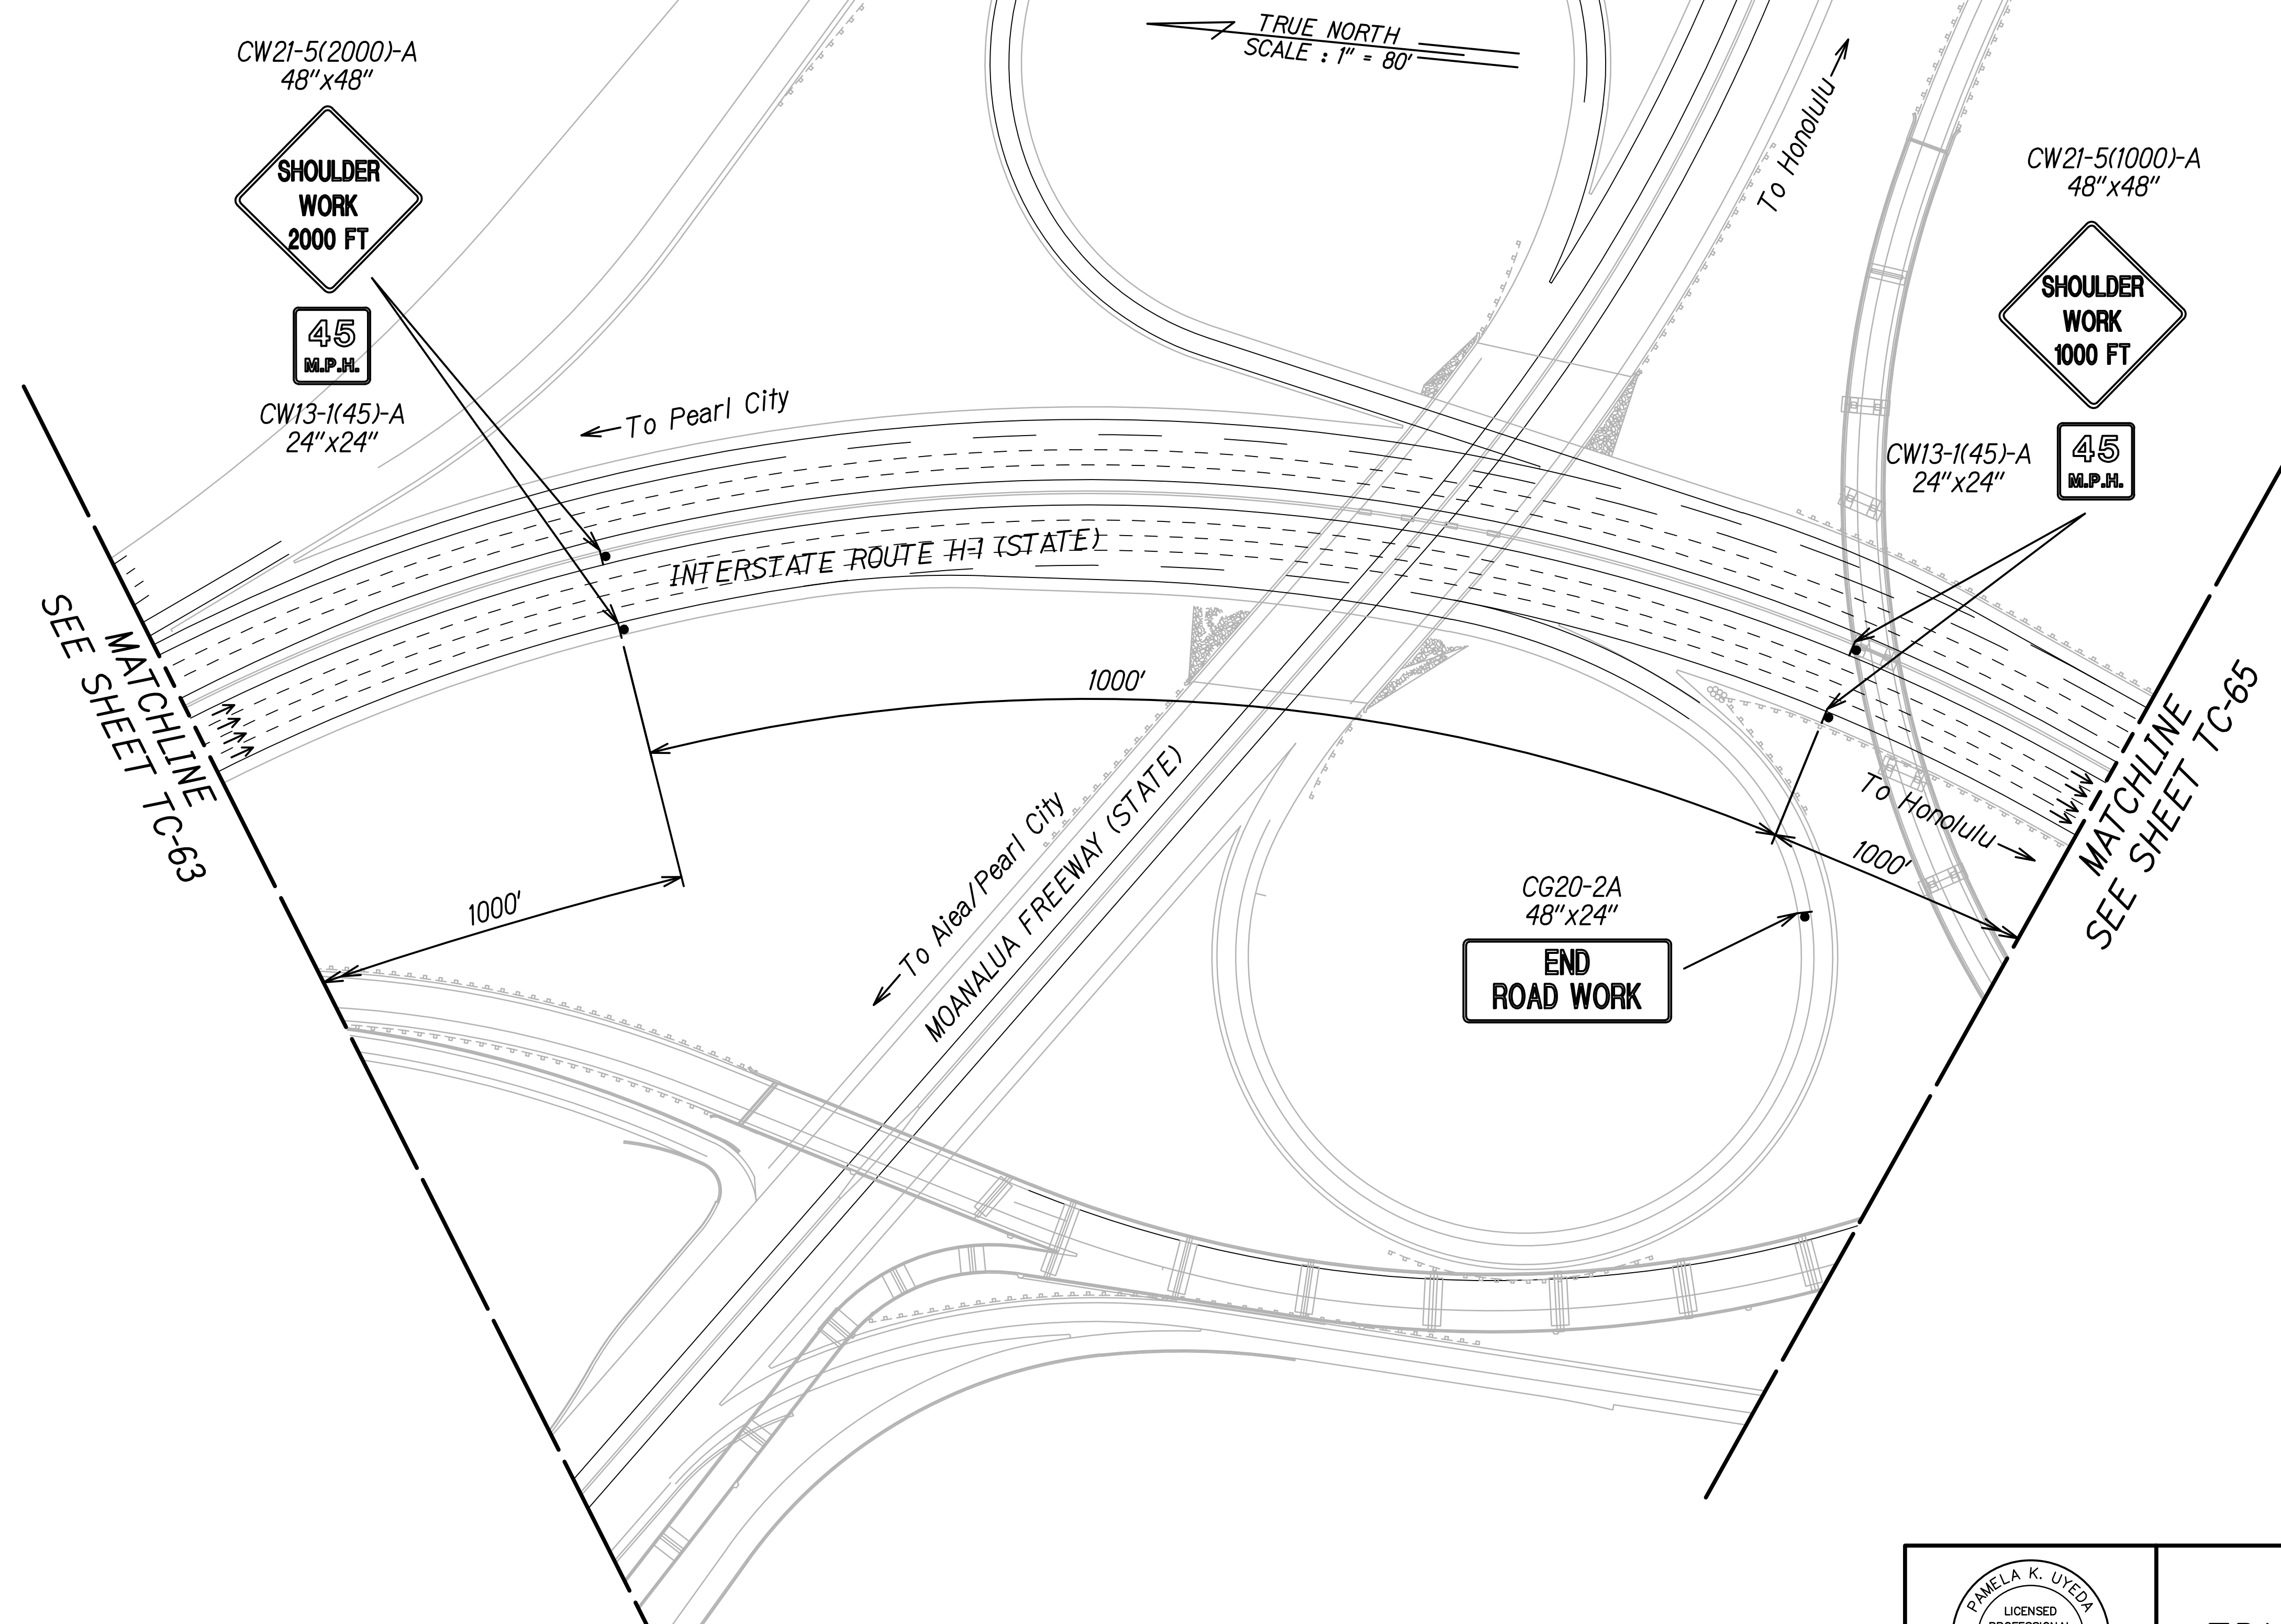 TRUE NORTH
SCALE : 1" = 80'
CW21-5(2000)-A
48"x48"
SHOULDER
WORK
2000 FT
45
M.P.H.
CW13-1(45)-A
24"x24"
To Pearl City
To Honolulu
CW21-5(1000)-A
48"x48"
SHOULDER
WORK
1000 FT
CW13-1(45)-A
24"x24"
45
M.P.H.
INTERSTATE ROUTE H-1 (STATE)
MATCHLINE
SEE SHEET TC-63
1000'
1000'
To Aiea/Pearl City
MOANALUA FREEWAY (STATE)
To Honolulu
1000'
MATCHLINE
SEE SHEET TC-65
CG20-2A
48"x24"
END
ROAD WORK
PAMELA K. UYEDA
LICENSED